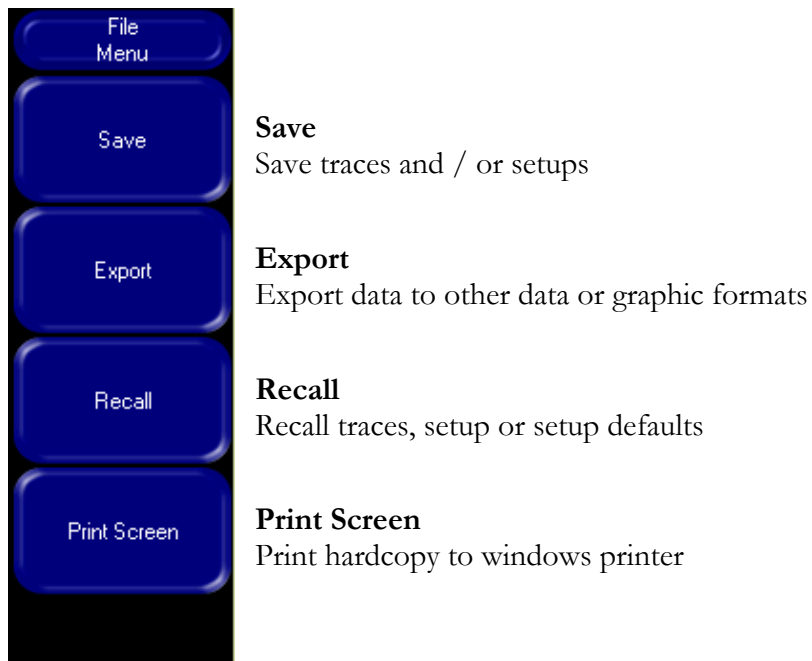 File
Menu
Save
Save
Save traces and / or setups
Export
Export
Export data to other data or graphic formats
Recall
Recall
Recall traces, setup or setup defaults
Print Screen
Print Screen
Print hardcopy to windows printer